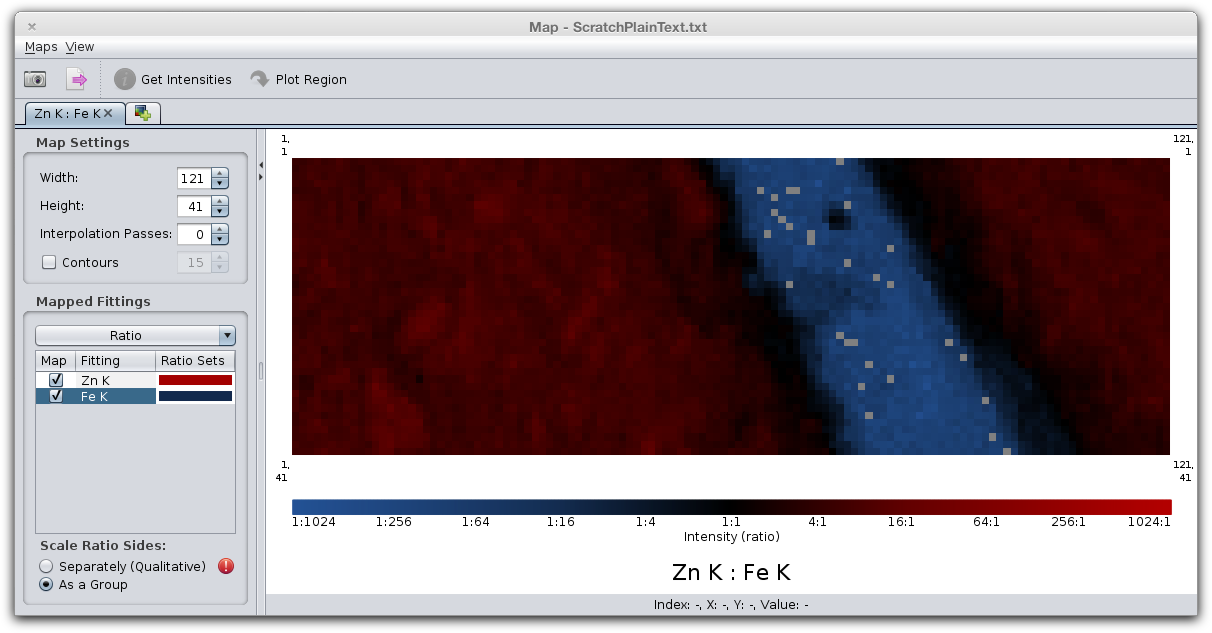 Map - ScratchPlainText.txt
Maps View
Get Intensities Plot Region
Zn K : Fe K
Map Settings
Width: 121
Height: 41
Interpolation Passes: 0
Contours 15
Mapped Fittings
Ratio
Map Fitting Ratio Sets
Zn K
Fe K
Scale Ratio Sides:
Separately (Qualitative)
As a Group
1,
1
121,
1
1,
41
121,
41
1:1024 1:256 1:64 1:16 1:4 1:1 4:1 16:1 64:1 256:1 1024:1
Intensity (ratio)
Zn K : Fe K
Index: -, X: -, Y: -, Value: -